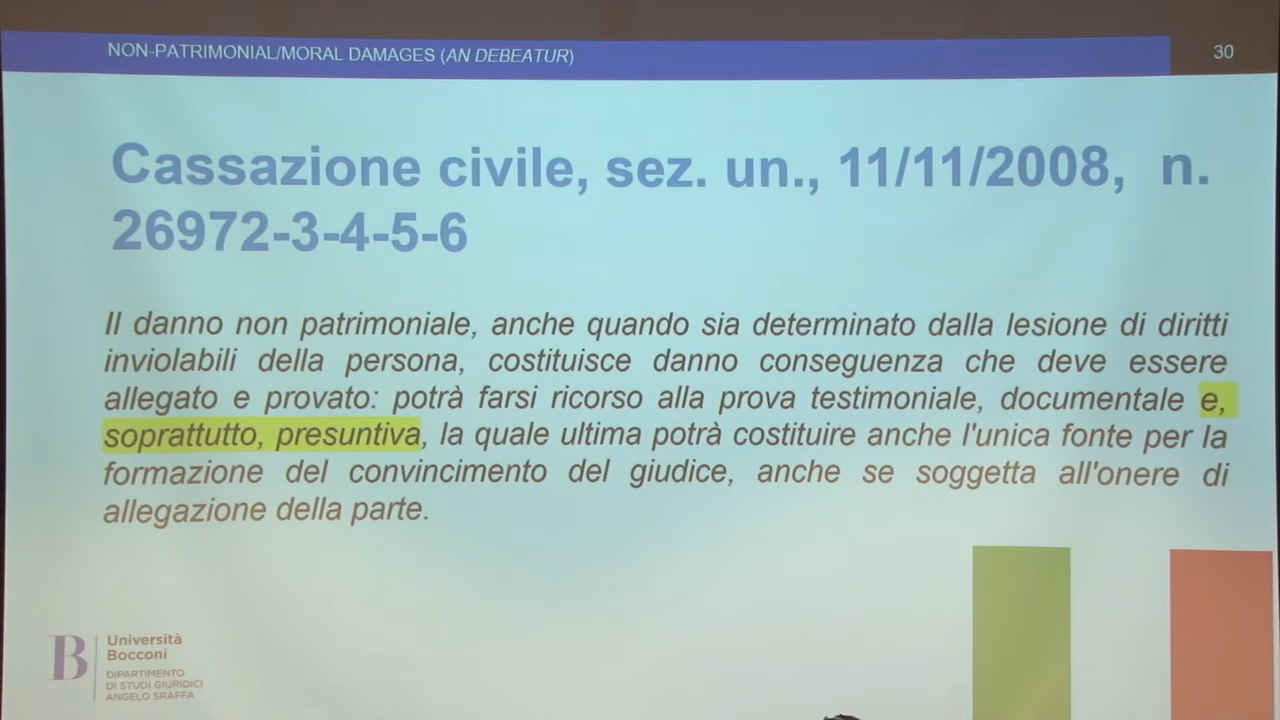 NON-PATRIMONIAL/MORAL DAMAGES (AN DEBEATUR)
30
Cassazione civile, sez. un., 11/11/2008, n.
26972-3-4-5-6
Il danno non patrimoniale, anche quando sia determinato dalla lesione di diritti
inviolabili della persona, costituisce danno conseguenza che deve essere
allegato e provato: potrà farsi ricorso alla prova testimoniale, documentale e,
soprattutto, presuntiva, la quale ultima potrà costituire anche l'unica fonte per la
formazione del convincimento del giudice, anche se soggetta all'onere di
allegazione della parte.
B
Università
Bocconi
DIPARTIMENTO
DI STUDI GIURIDICI
ANGELO SRAFFA